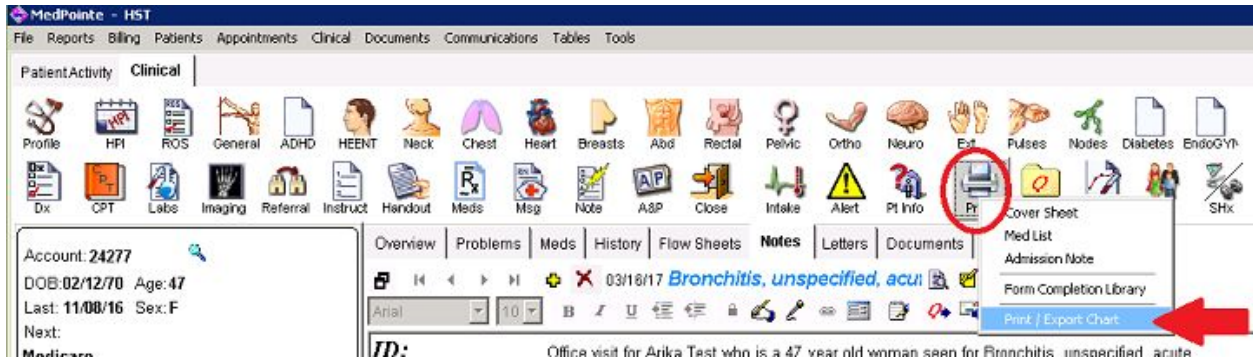 MedPointe - HST
File Reports Billing Patients Appointments Clinical Documents Communications Tables Tools
Patient Activity Clinical
Profile HPI ROS General ADHD HEENT Neck Chest Heart Breasts Abd Rectal Pelvic Ortho Neuro Ext Pulses Nodes Diabetes EndoGYN
Dx CPT Labs Imaging Referral Instruct Handout Meds Msg Note A&P Close Intake Alert Pt Info Pr SHx
Cover Sheet
Med List
Admission Note
Form Completion Library
Print / Export Chart
Account: 24277
DOB:02/12/70 Age:47
Last: 11/08/16 Sex:F
Next:
Medicare
Overview Problems Meds History Flow Sheets Notes Letters Documents
03/16/17 Bronchitis, unspecified, acu
Arial 10 B I U
ID: Office visit for Arika Test who is a 47 year old woman seen for Bronchitis, unspecified, acute